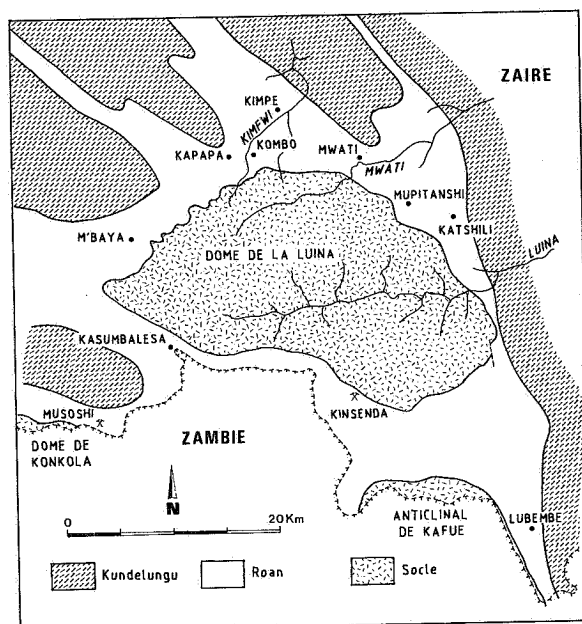 ZAIRE
KIMPE
KIMFWI
KAPAPA
KOMBO
MWATI
MWATI
MUPITANSHI
KATSHILI
M'BAYA
DOME DE LA LUINA
LUINA
KASUMBALESA
MUSOSHI
KINSENDA
DOME DE
KONKOLA
ZAMBIE
N
ANTICLINAL
DE KAFUE
LUBEMBE
0 20Km
Kundelungu
Roan
Socle